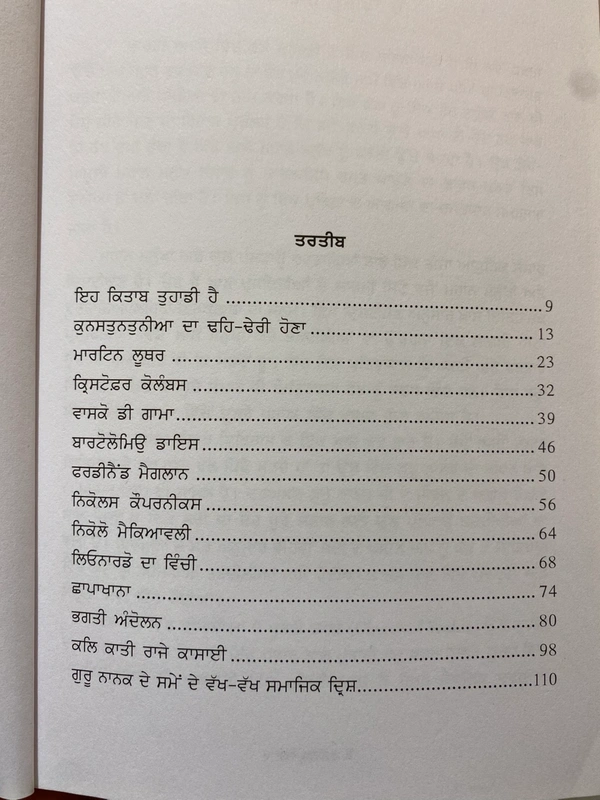 ਤਰਤੀਬ
ਇਹ ਕਿਤਾਬ ਤੁਹਾਡੀ ਹੈ ........................................................ 9
ਕੁਨਸਤੁਨਤੁਨੀਆ ਦਾ ਢਹਿ-ਢੇਰੀ ਹੋਣਾ ........................................ 13
ਮਾਰਟਿਨ ਲੂਥਰ ................................................................ 23
ਕ੍ਰਿਸਟੋਫ਼ਰ ਕੋਲੰਬਸ ............................................................ 32
ਵਾਸਕੋ ਡੀ ਗਾਮਾ ................................................................ 39
ਬਾਰਟੋਲੋਮਿਉ ਡਾਇਸ ........................................................... 46
ਫਰਡੀਨੈਂਡ ਮੈਗਲਾਨ ............................................................ 50
ਨਿਕੋਲਸ ਕੌਪਰਨੀਕਸ .......................................................... 56
ਨਿਕੋਲੋ ਮੈਕਿਆਵਲੀ ............................................................ 64
ਲਿਓਨਾਰਡੋ ਦਾ ਵਿੰਚੀ ........................................................... 68
ਛਾਪਾਖਾਨਾ ..................................................................... 74
ਭਗਤੀ ਅੰਦੋਲਨ ................................................................. 80
ਕਲਿ ਕਾਤੀ ਰਾਜੇ ਕਾਸਾਈ ...................................................... 98
ਗੁਰੂ ਨਾਨਕ ਦੇ ਸਮੇਂ ਦੇ ਵੱਖ-ਵੱਖ ਸਮਾਜਿਕ ਦ੍ਰਿਸ਼ ............................... 110